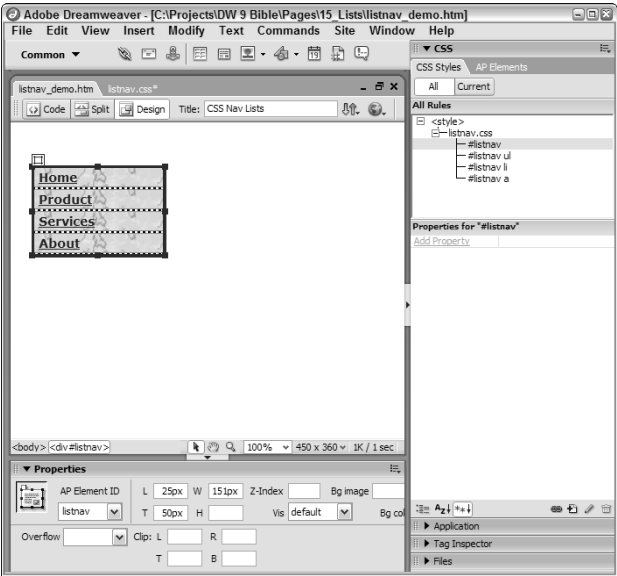 Adobe Dreamweaver - [C:\Projects\DW 9 Bible\Pages\15_Lists\listnav_demo.htm]
File Edit View Insert Modify Text Commands Site Window Help
Common
19
listnav_demo.htm listnav.css*
Code Split Design Title: CSS Nav Lists
Home
Product
Services
About
<body> <div#listnav> 100% 450 x 360 1K / 1 sec
Properties
AP Element ID L 25px W 151px Z-Index Bg image
listnav T 50px H Vis default Bg col
Overflow Clip: L R
T B
CSS
CSS Styles AP Elements
All Current
All Rules
<style>
listnav.css
#listnav
#listnav ul
#listnav li
#listnav a
Properties for "#listnav"
Add Property
Application
Tag Inspector
Files